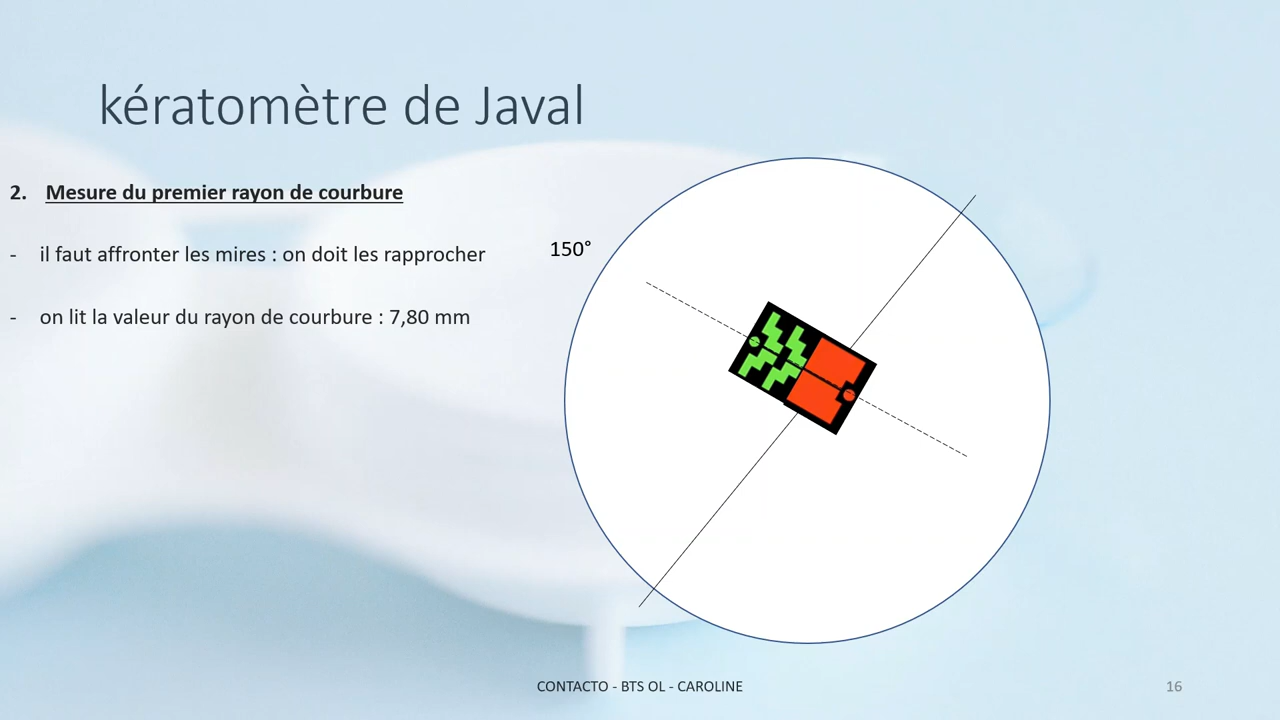 kératomètre de Javal
2. Mesure du premier rayon de courbure
- il faut affronter les mires : on doit les rapprocher
150°
- on lit la valeur du rayon de courbure : 7,80 mm
CONTACTO - BTS OL - CAROLINE
16